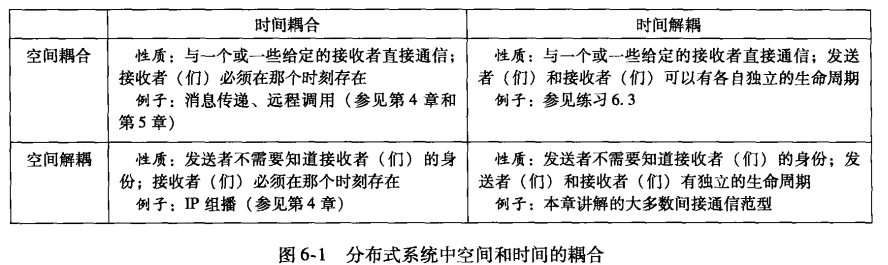 时间耦合 时间解耦
空间耦合 性质：与一个或一些给定的接收者直接通信； 性质：与一个或一些给定的接收者直接通信；发送
接收者（们）必须在那个时刻存在 者（们）和接收者（们）可以有各自独立的生命周期
例子：消息传递、远程调用（参见第4章和 例子：参见练习6.3
第5章）
空间解耦 性质：发送者不需要知道接收者（们）的身 性质：发送者不需要知道接收者（们）的身份；发
份；接收者（们）必须在那个时刻存在 送者（们）和接收者（们）有独立的生命周期
例子：IP组播（参见第4章） 例子：本章讲解的大多数间接通信范型
图6-1 分布式系统中空间和时间的耦合